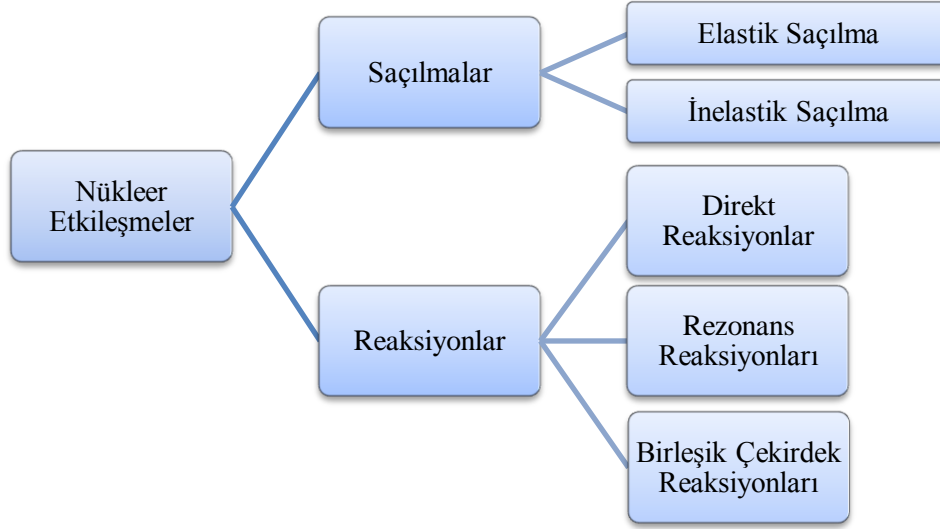 Nükleer
Etkileşmeler
Saçılmalar
Elastik Saçılma
İnelastik Saçılma
Reaksiyonlar
Direkt
Reaksiyonlar
Rezonans
Reaksiyonları
Birleşik Çekirdek
Reaksiyonları